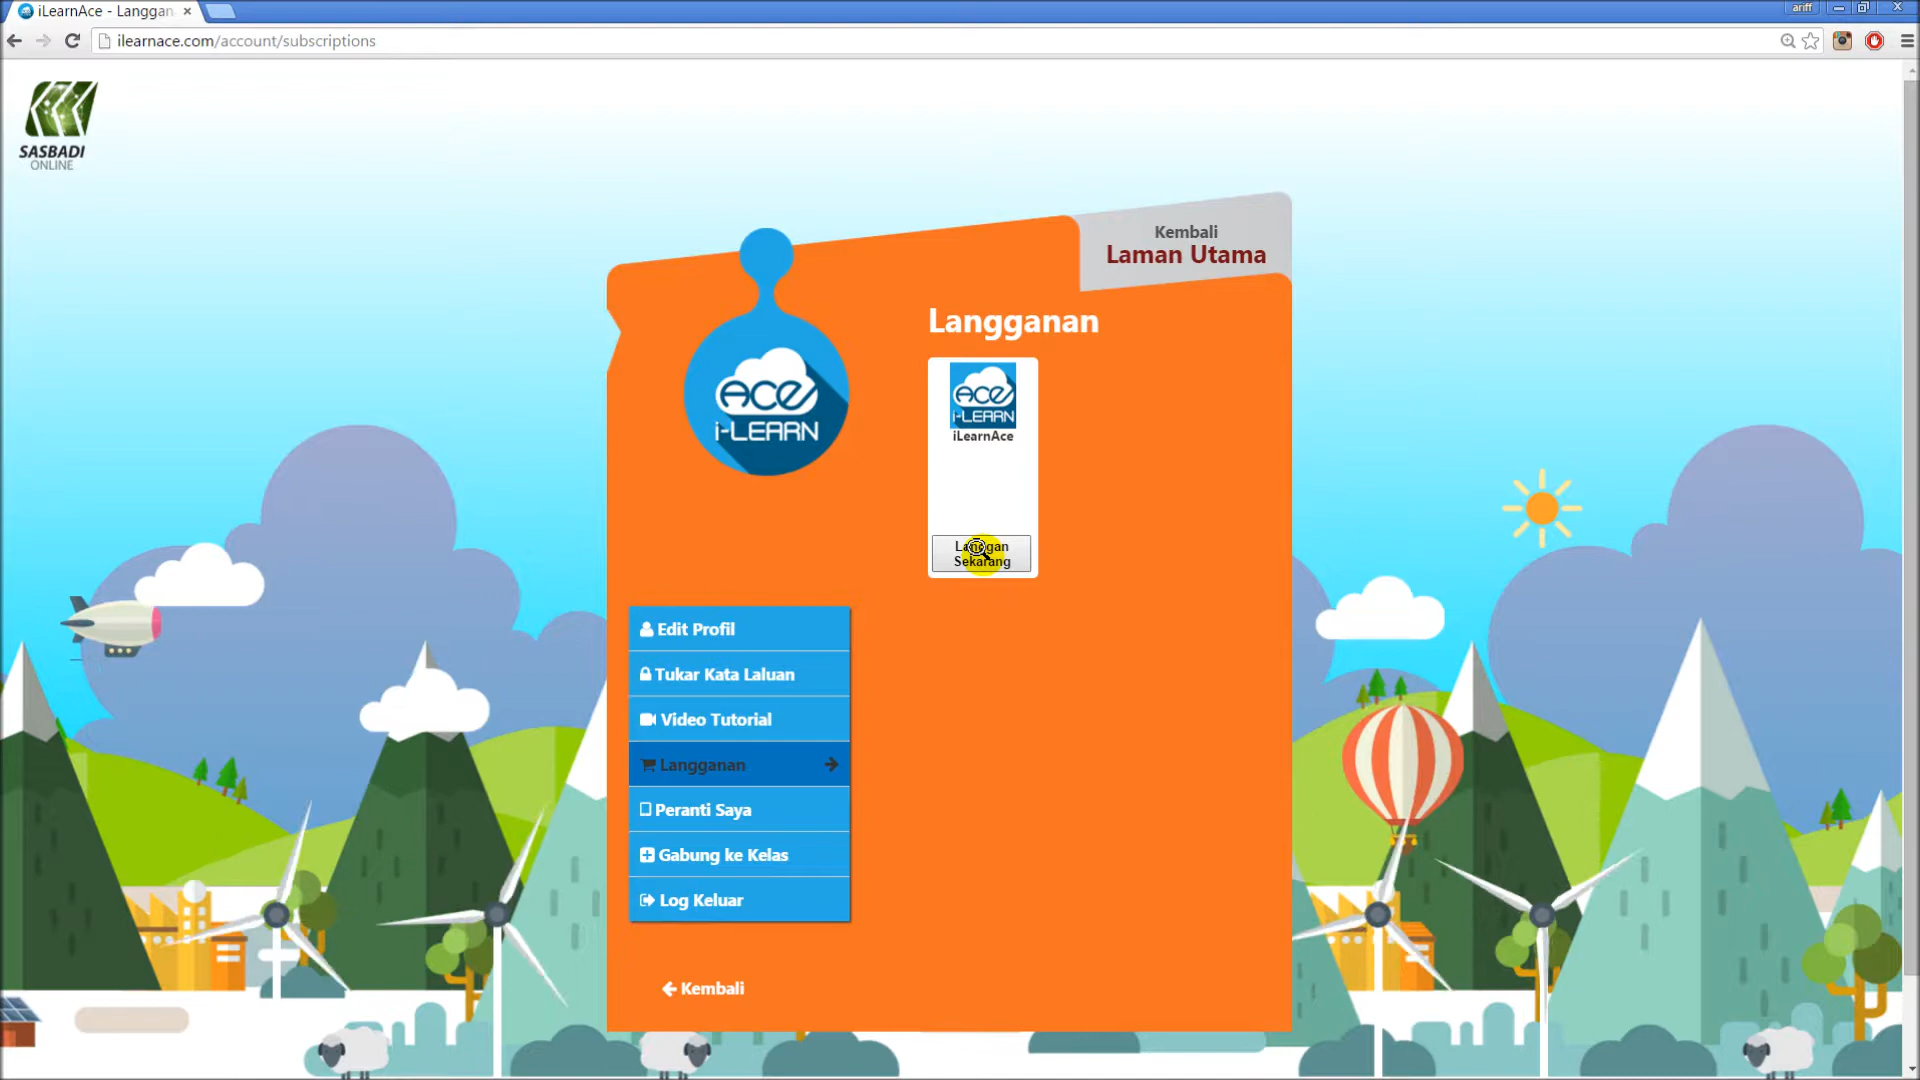 iLearnAce - Langgan
ariff
ilearnace.com/account/subscriptions
SASBADI
ONLINE
Kembali
Laman Utama
Langganan
ACE
i-LEARN
ACE
i-LEARN
iLearnAce
Langgan
Sekarang
Edit Profil
Tukar Kata Laluan
Video Tutorial
Langganan
Peranti Saya
Gabung ke Kelas
Log Keluar
Kembali